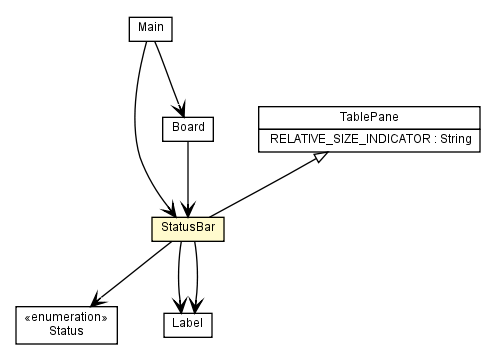 Main
Board
TablePane
RELATIVE_SIZE_INDICATOR : String
StatusBar
«enumeration»
Status
Label